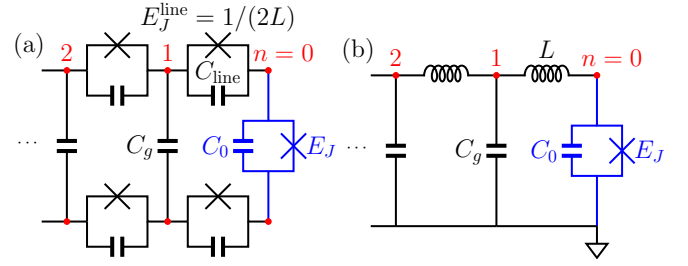 (a)
E_J^line = 1/(2L)
2
1
n = 0
C_line
...
C_g
C_0
E_J
(b)
2
1
L
n = 0
...
C_g
C_0
E_J